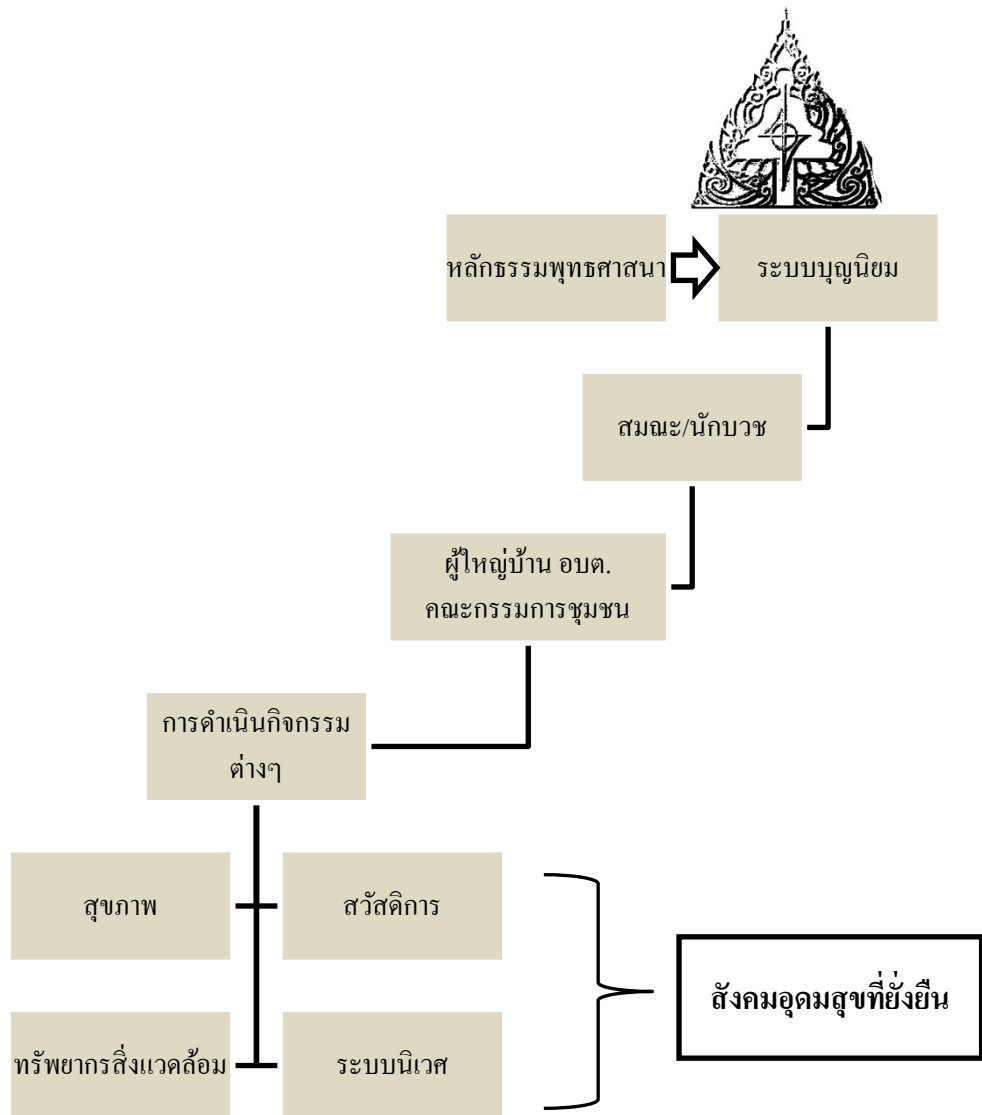 หลักธรรมพุทธศาสนา
ระบบบุญนิยม
สมณะ/นักบวช
ผู้ใหญ่บ้าน อบต.
คณะกรรมการชุมชน
การดำเนินกิจกรรม
ต่างๆ
สุขภาพ
สวัสดิการ
สังคมอุดมสุขที่ยั่งยืน
ทรัพยากรสิ่งแวดล้อม
ระบบนิเวศ